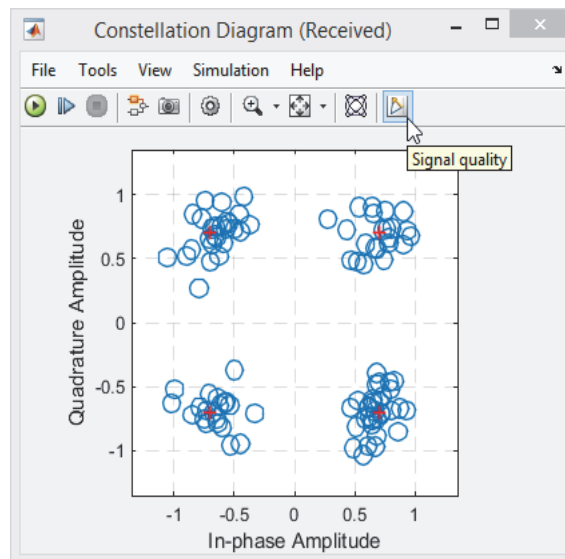 Constellation Diagram (Received)
File Tools View Simulation Help
Signal quality
1
0.5
0
-0.5
-1
Quadrature Amplitude
-1 -0.5 0 0.5 1
In-phase Amplitude